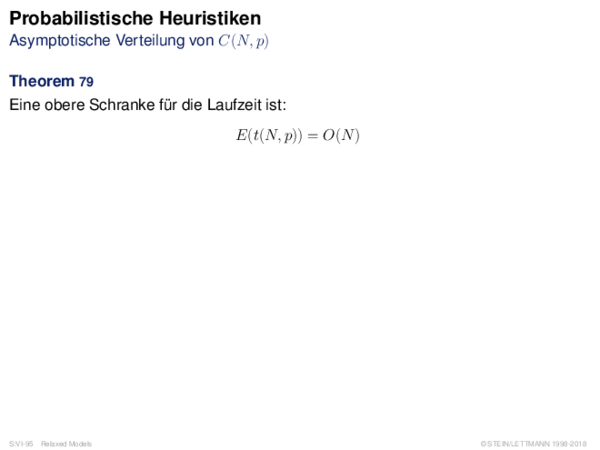 Probabilistische Heuristiken
Asymptotische Verteilung von C(N, p)
Theorem 79
Eine obere Schranke für die Laufzeit ist:
E(t(N, p)) = O(N)
S:VI-95 Relaxed Models
© STEIN/LETTMANN 1998-2018